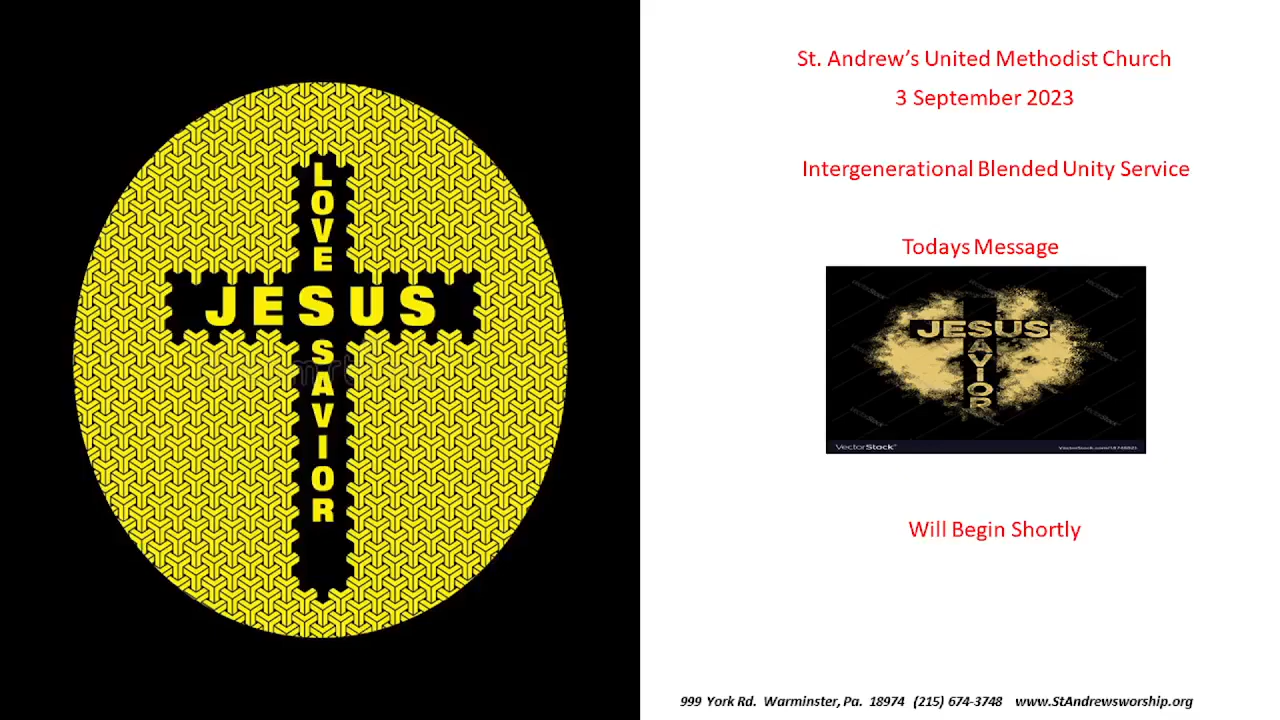 LOVE
JESUS
SAVIOR
St. Andrew’s United Methodist Church
3 September 2023
Intergenerational Blended Unity Service
Todays Message
JESUS
SAVIOR
VectorStock
Will Begin Shortly
999 York Rd. Warminster, Pa. 18974 (215) 674-3748 www.StAndrewsworship.org